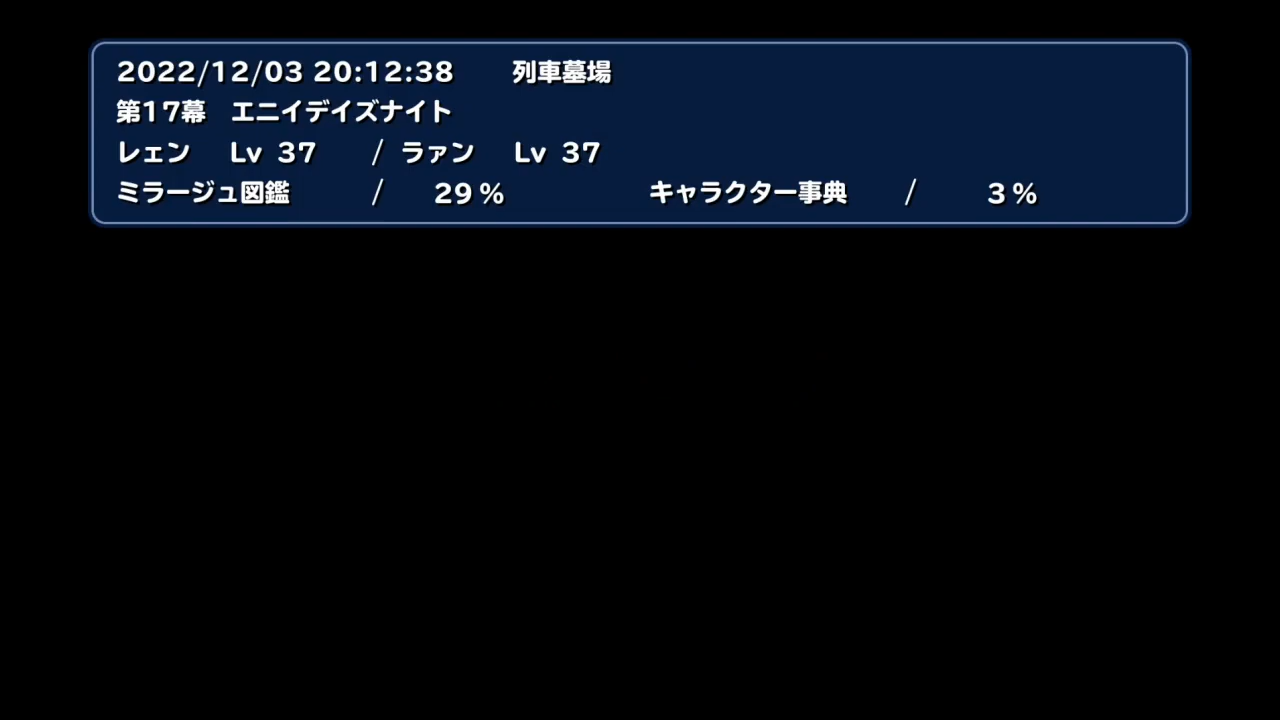 2022/12/03 20:12:38 列車墓場
第17幕 エニイデイズナイト
レェン Lv 37 / ラァン Lv 37
ミラージュ図鑑 / 29% キャラクター事典 / 3%